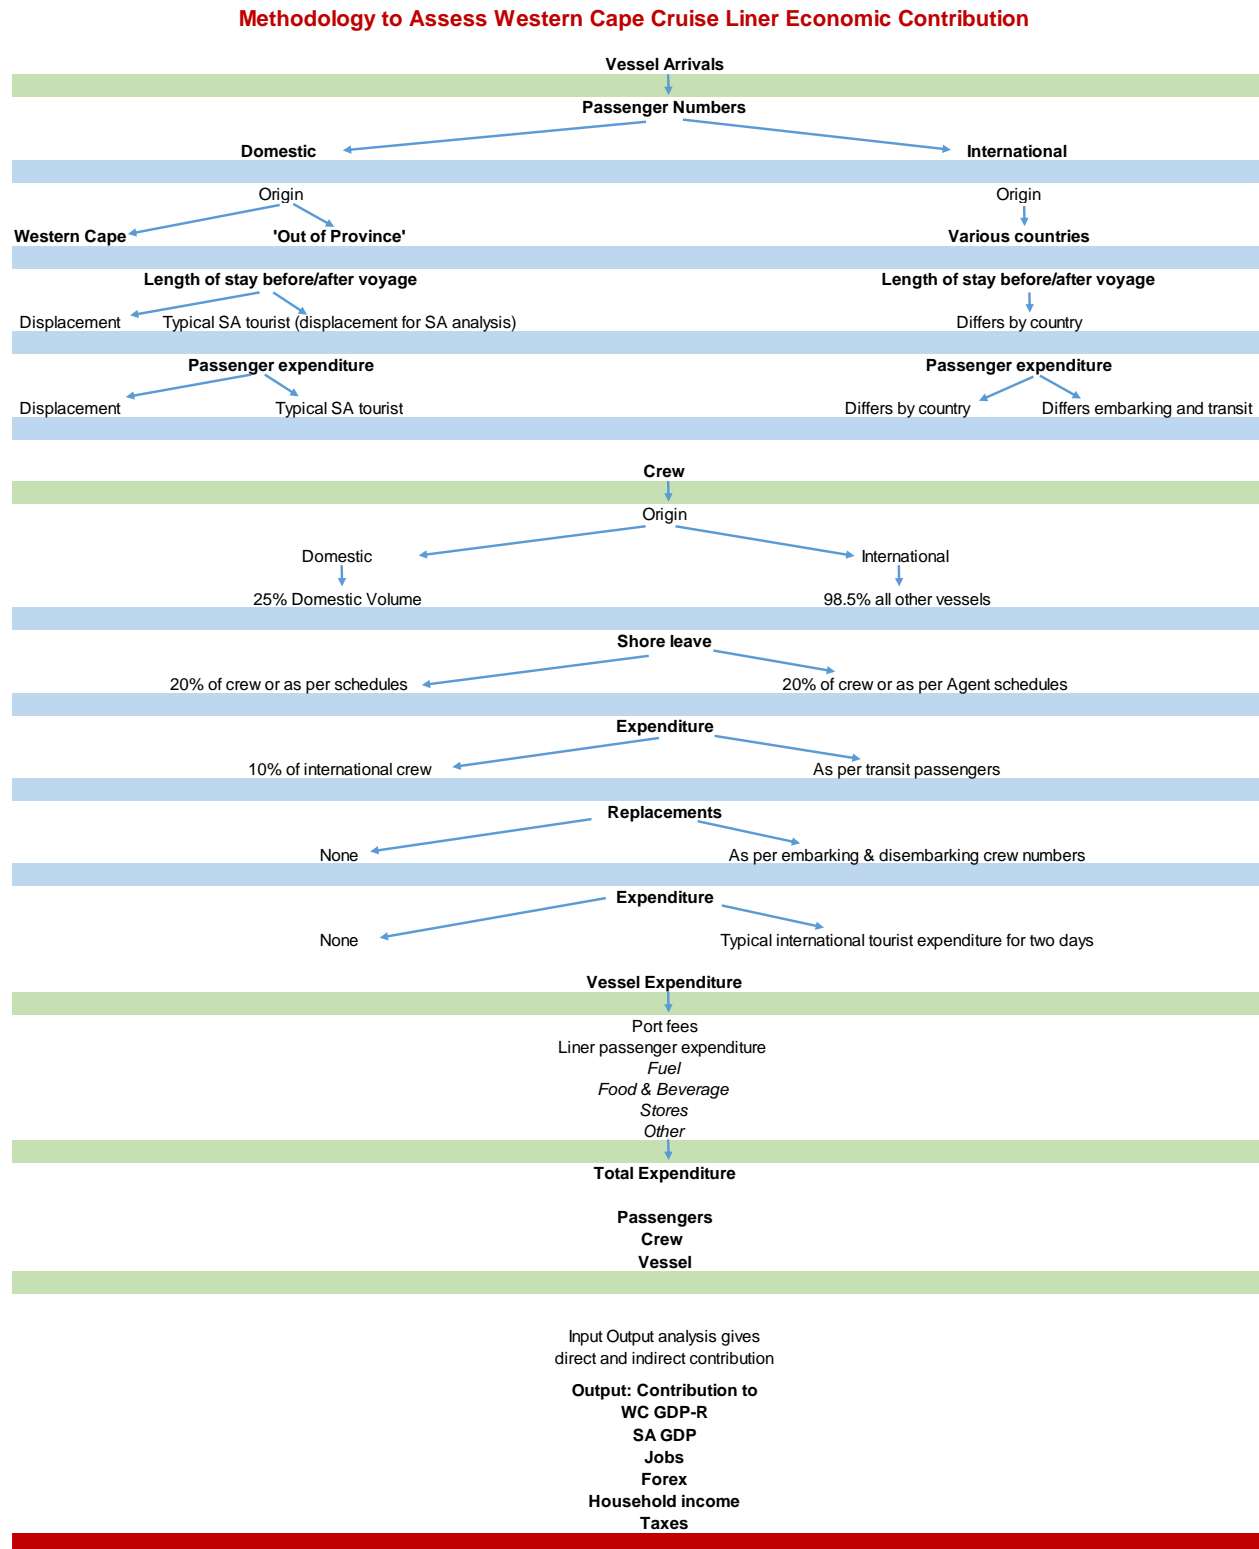 Methodology to Assess Western Cape Cruise Liner Economic Contribution
Vessel Arrivals
Passenger Numbers
Domestic International
Origin Origin
Western Cape 'Out of Province' Various countries
Length of stay before/after voyage Length of stay before/after voyage
Displacement Typical SA tourist (displacement for SA analysis) Differs by country
Passenger expenditure Passenger expenditure
Displacement Typical SA tourist Differs by country Differs embarking and transit
Crew
Origin
Domestic International
25% Domestic Volume 98.5% all other vessels
Shore leave
20% of crew or as per schedules 20% of crew or as per Agent schedules
Expenditure
10% of international crew As per transit passengers
Replacements
None As per embarking & disembarking crew numbers
Expenditure
None Typical international tourist expenditure for two days
Vessel Expenditure
Port fees
Liner passenger expenditure
Fuel
Food & Beverage
Stores
Other
Total Expenditure
Passengers
Crew
Vessel
Input Output analysis gives
direct and indirect contribution
Output: Contribution to
WC GDP-R
SA GDP
Jobs
Forex
Household income
Taxes